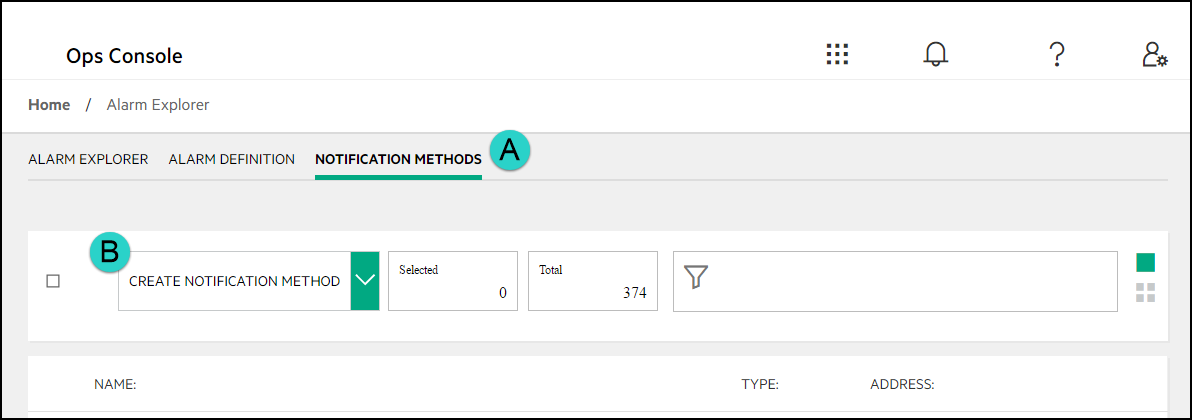 Ops Console
Home / Alarm Explorer
ALARM EXPLORER ALARM DEFINITION NOTIFICATION METHODS A
B
CREATE NOTIFICATION METHOD
Selected
0
Total
374
NAME: TYPE: ADDRESS: